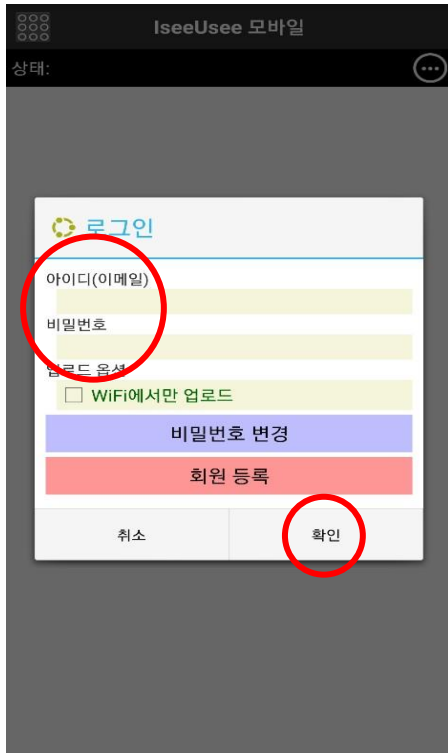 IseeUsee 모바일
상태:
로그인
아이디(이메일)
비밀번호
업로드 옵션
WiFi에서만 업로드
비밀번호 변경
회원 등록
취소 확인